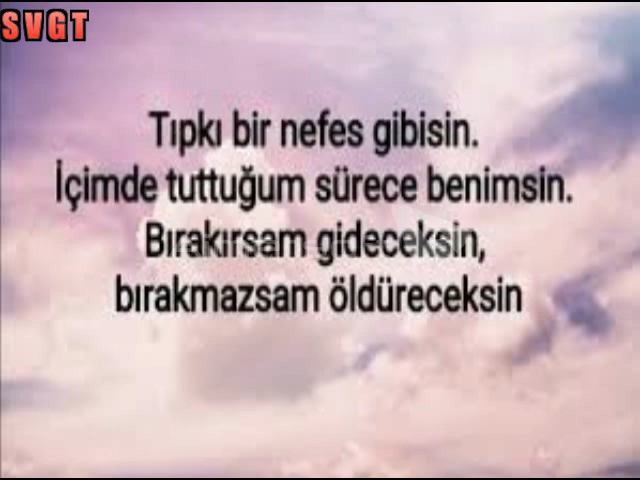 SVGT
Tıpkı bir nefes gibisin.
İçimde tuttuğum sürece benimsin.
Bırakırsam gideceksin,
bırakmazsam öldüreceksin